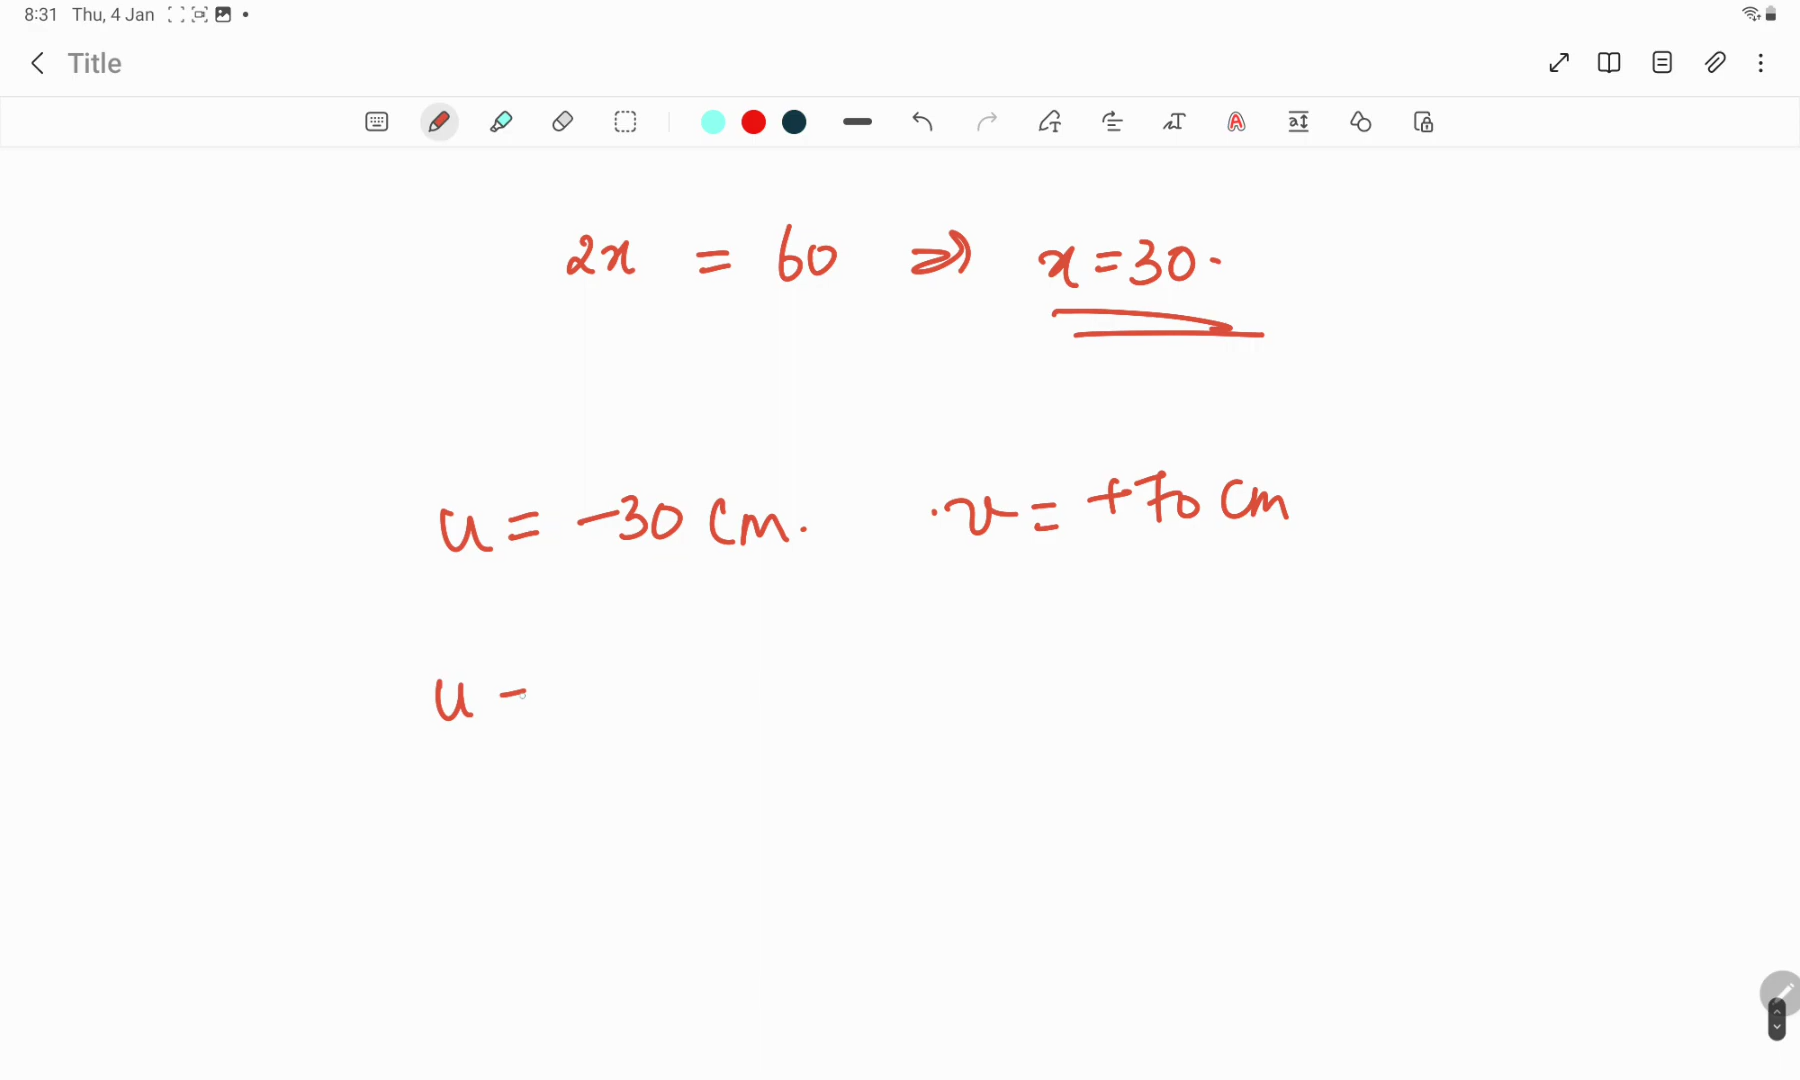 8:31 Thu, 4 Jan
Title
2x = 60 ⇒ x = 30.
u = -30 cm. v = +70 cm
u -